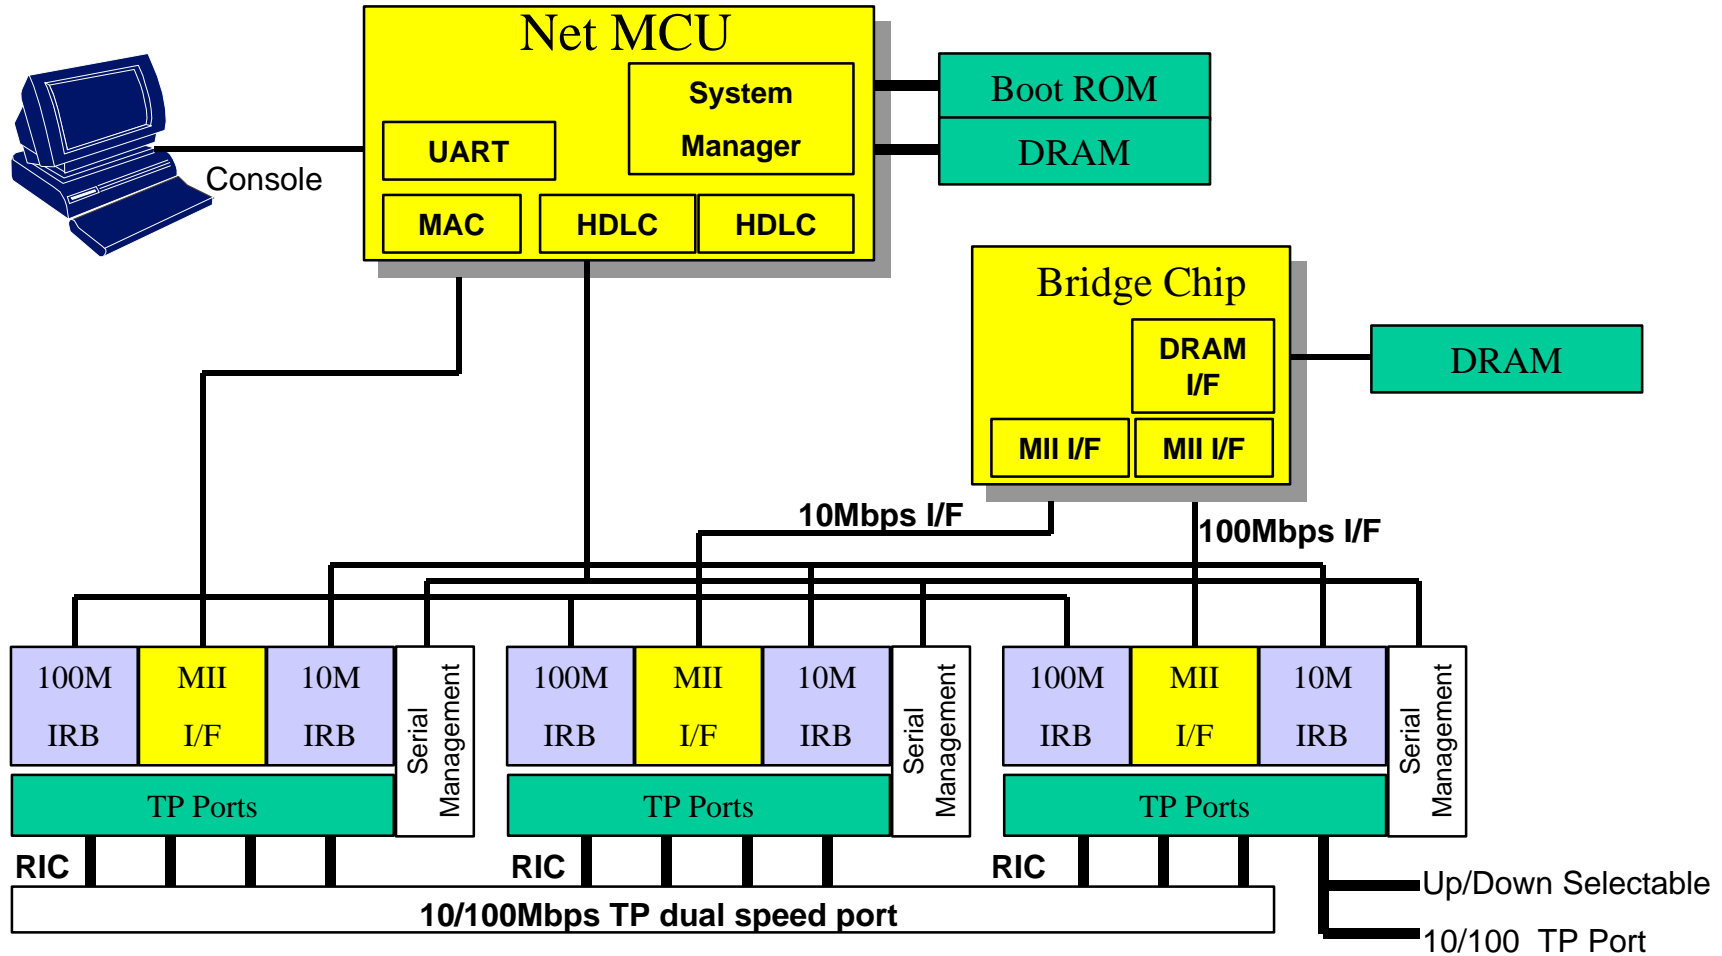 Net MCU
System
Manager
UART
MAC
HDLC
HDLC
Console
Boot ROM
DRAM
Bridge Chip
DRAM
I/F
MII I/F
MII I/F
DRAM
10Mbps I/F
100Mbps I/F
100M
IRB
MII
I/F
10M
IRB
Serial
Management
TP Ports
RIC
100M
IRB
MII
I/F
10M
IRB
Serial
Management
TP Ports
RIC
100M
IRB
MII
I/F
10M
IRB
Serial
Management
TP Ports
RIC
10/100Mbps TP dual speed port
Up/Down Selectable
10/100 TP Port